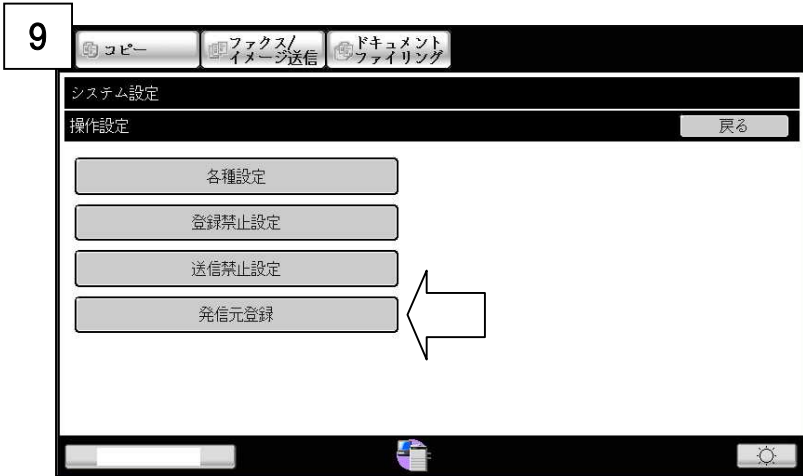 9
コピー
ファクス/
イメージ送信
ドキュメント
ファイリング
システム設定
操作設定
戻る
各種設定
登録禁止設定
送信禁止設定
発信元登録